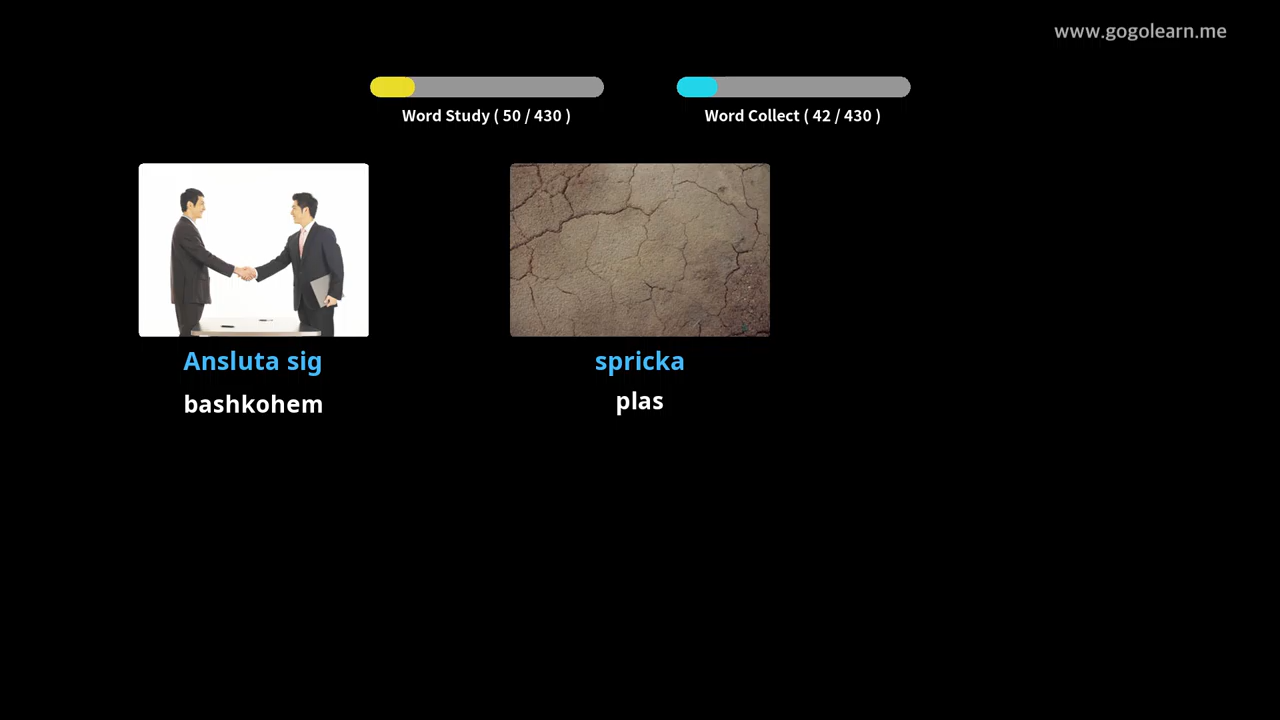 www.gogolearn.me
Word Study ( 50 / 430 )
Word Collect ( 42 / 430 )
Ansluta sig
bashkohem
spricka
plas